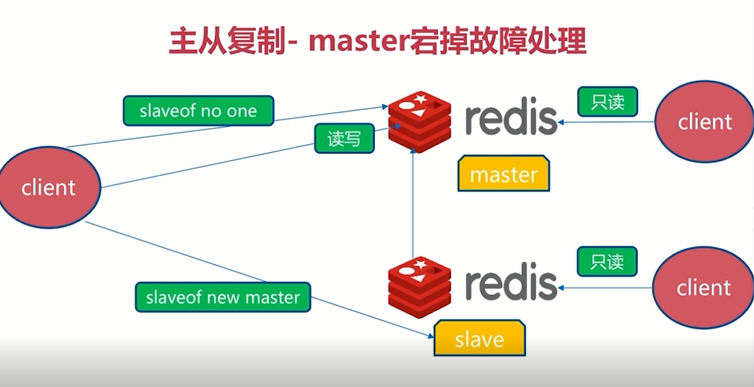 主从复制- master宕掉故障处理
slaveof no one
redis
只读
client
读写
client
master
只读
redis
client
slaveof new master
slave